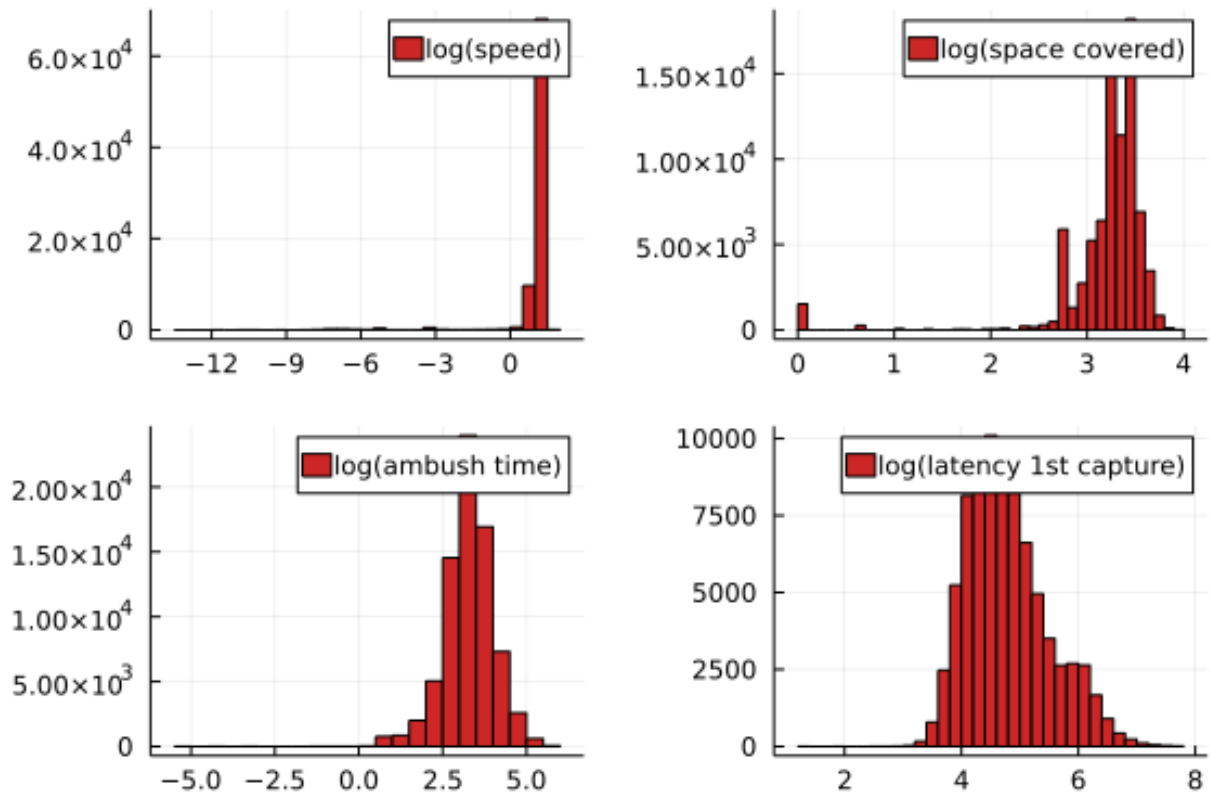 log(speed)
6.0×10⁴
4.0×10⁴
2.0×10⁴
0
−12 −9 −6 −3 0
log(space covered)
1.50×10⁴
1.00×10⁴
5.00×10³
0
0 1 2 3 4
log(ambush time)
2.00×10⁴
1.50×10⁴
1.00×10⁴
5.00×10³
0
−5.0 −2.5 0.0 2.5 5.0
log(latency 1st capture)
10000
7500
5000
2500
0
2 4 6 8